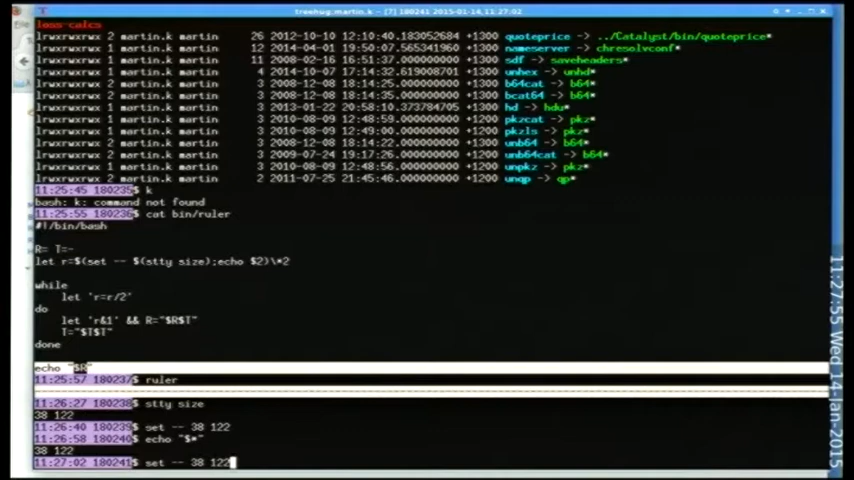 treehug:martin.k | [7] 180241 2015-01-14,11:27:02
loss-calcs
lrwxrwxrwx 2 martin.k martin 26 2012-10-10 12:10:40.183052684 +1300 quoteprice -> ../Catalyst/bin/quoteprice*
lrwxrwxrwx 1 martin.k martin 12 2014-04-01 19:50:07.565341960 +1300 nameserver -> chresolvconf*
lrwxrwxrwx 2 martin.k martin 11 2008-02-16 16:51:37.000000000 +1300 sdf -> saveheaders*
lrwxrwxrwx 1 martin.k martin 4 2014-10-17 17:14:32.619008701 +1300 unhex -> unhd*
lrwxrwxrwx 2 martin.k martin 3 2008-12-08 18:14:25.000000000 +1300 b64cat -> b64*
lrwxrwxrwx 2 martin.k martin 3 2008-12-08 18:14:25.000000000 +1300 bcat64 -> b64*
lrwxrwxrwx 1 martin.k martin 3 2013-01-22 20:58:10.373784705 +1300 hd -> hdu*
lrwxrwxrwx 1 martin.k martin 3 2010-08-09 12:48:59.000000000 +1200 pkzcat -> pkz*
lrwxrwxrwx 1 martin.k martin 3 2010-08-09 12:49:00.000000000 +1200 pkzls -> pkz*
lrwxrwxrwx 2 martin.k martin 3 2008-12-08 18:14:22.000000000 +1300 unb64 -> b64*
lrwxrwxrwx 2 martin.k martin 3 2009-07-24 19:17:26.000000000 +1200 unb64cat -> b64*
lrwxrwxrwx 1 martin.k martin 3 2010-08-09 12:48:56.000000000 +1200 unpkz -> pkz*
lrwxrwxrwx 1 martin.k martin 2 2011-07-25 21:45:46.000000000 +1200 unqp -> qp*
11:25:45 180235$ k
bash: k: command not found
11:25:55 180236$ cat bin/ruler
#!/bin/bash
R= T=-
let r=$(set -- $(stty size);echo $2)\*2
while
let 'r=r/2'
do
let 'r&1' && R="$R$T"
T="$T$T"
done
echo "$R"
11:25:57 180237$ ruler
--------------------------------------------------------------------------------------------------------------------------
11:26:27 180238$ stty size
38 122
11:26:40 180239$ set -- 38 122
11:26:58 180240$ echo "$*"
38 122
11:27:02 180241$ set -- 38 122
11:27:55 Wed 14-Jan-2015